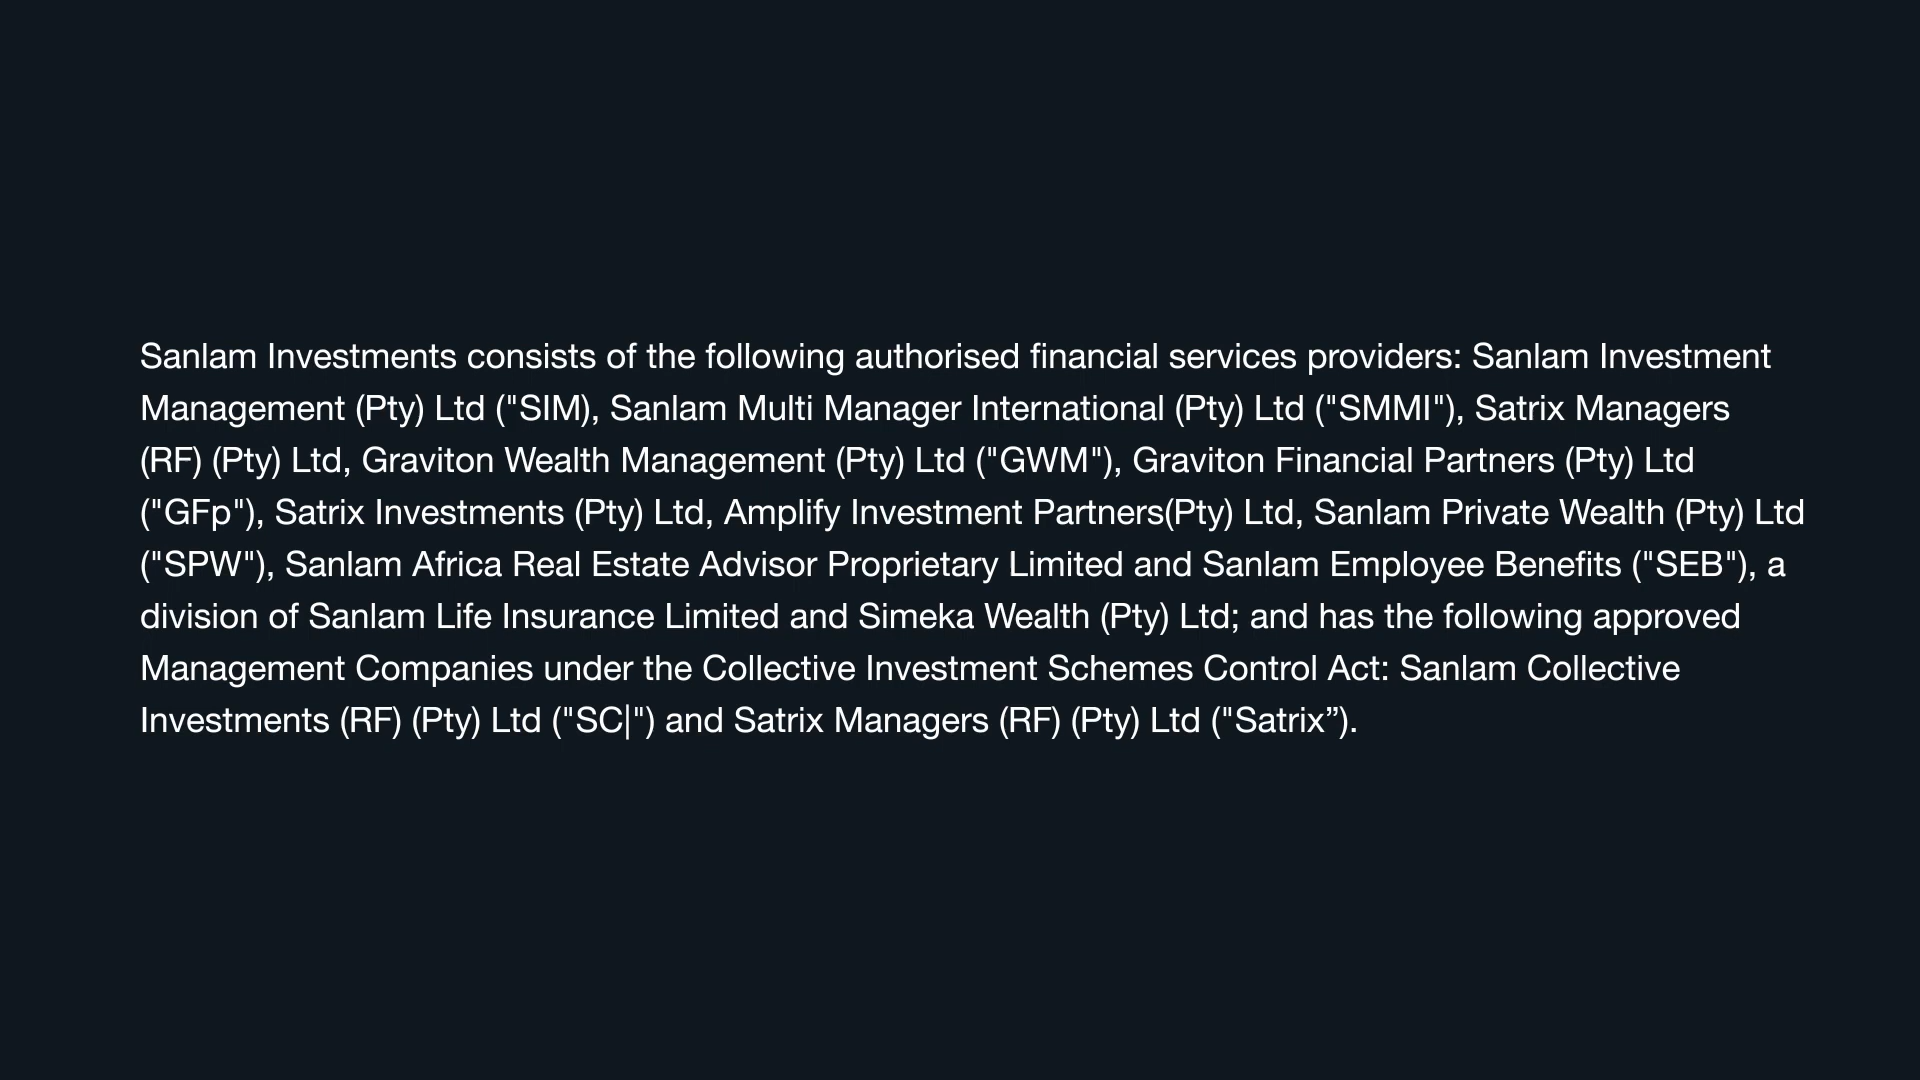 Sanlam Investments consists of the following authorised financial services providers: Sanlam Investment
Management (Pty) Ltd ("SIM), Sanlam Multi Manager International (Pty) Ltd ("SMMI"), Satrix Managers
(RF) (Pty) Ltd, Graviton Wealth Management (Pty) Ltd ("GWM"), Graviton Financial Partners (Pty) Ltd
("GFp"), Satrix Investments (Pty) Ltd, Amplify Investment Partners(Pty) Ltd, Sanlam Private Wealth (Pty) Ltd
("SPW"), Sanlam Africa Real Estate Advisor Proprietary Limited and Sanlam Employee Benefits ("SEB"), a
division of Sanlam Life Insurance Limited and Simeka Wealth (Pty) Ltd; and has the following approved
Management Companies under the Collective Investment Schemes Control Act: Sanlam Collective
Investments (RF) (Pty) Ltd ("SC|") and Satrix Managers (RF) (Pty) Ltd ("Satrix”).